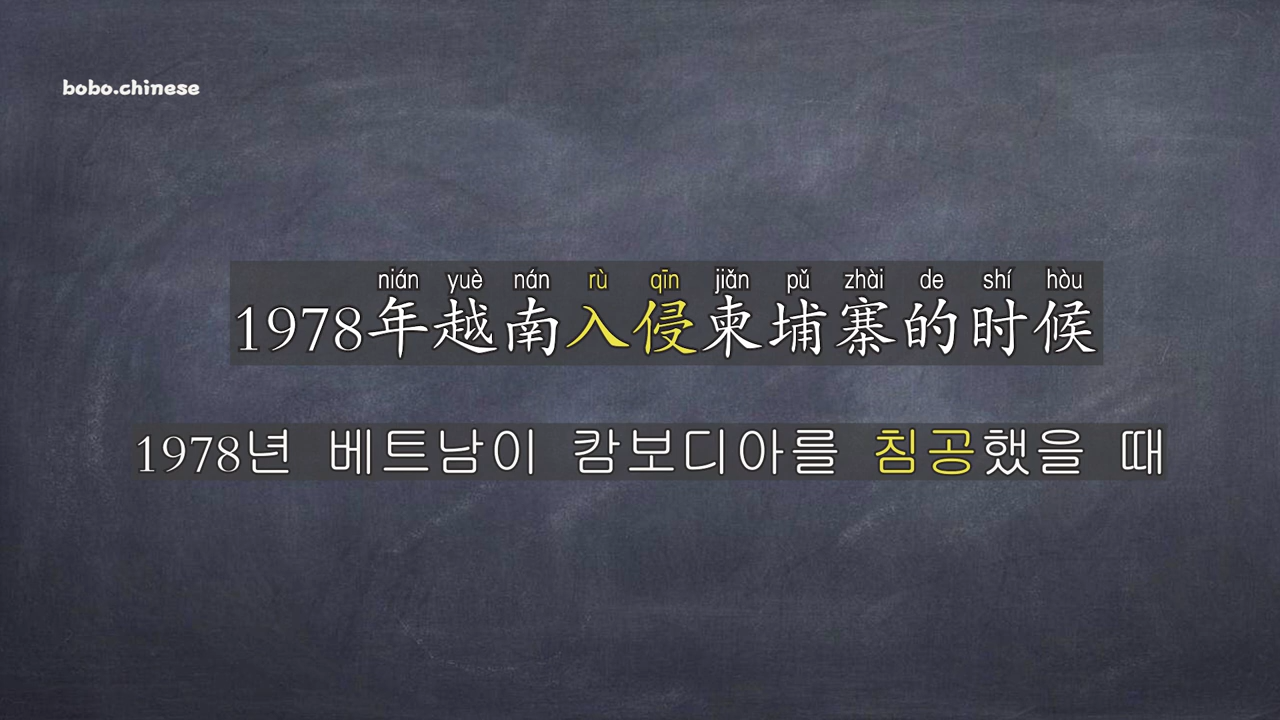 bobo.chinese
nián yuè nán rù qīn jiǎn pǔ zhài de shí hòu
1978年越南入侵柬埔寨的时候
1978년 베트남이 캄보디아를 침공했을 때